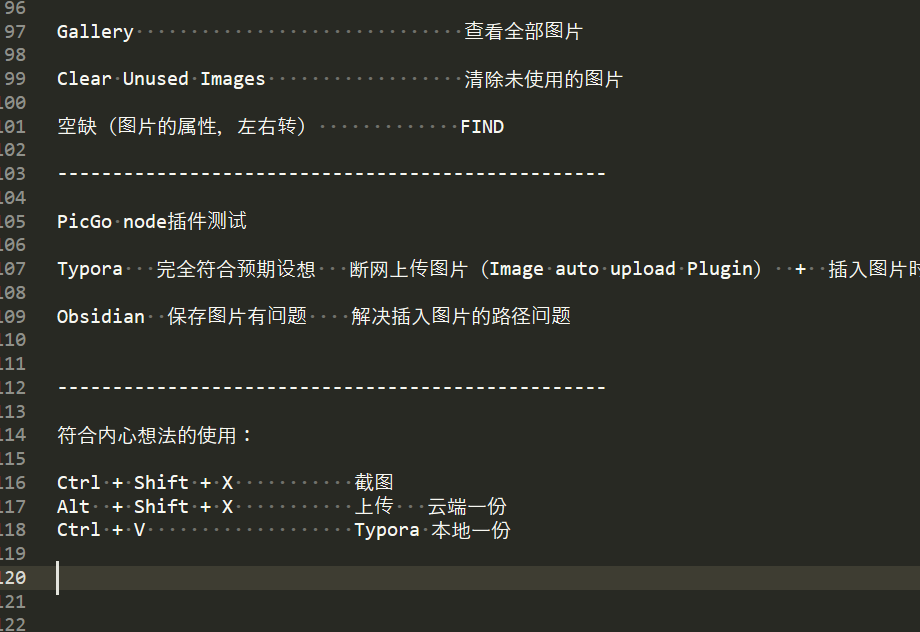 96
97 Gallery 查看全部图片
98
99 Clear Unused Images 清除未使用的图片
100
101 空缺（图片的属性，左右转） FIND
102
103 --------------------------------------------------
104
105 PicGo node插件测试
106
107 Typora 完全符合预期设想 断网上传图片（Image auto upload Plugin） + 插入图片时
108
109 Obsidian 保存图片有问题 解决插入图片的路径问题
110
111
112 --------------------------------------------------
113
114 符合内心想法的使用：
115
116 Ctrl + Shift + X 截图
117 Alt + Shift + X 上传 云端一份
118 Ctrl + V Typora 本地一份
119
120
121
122